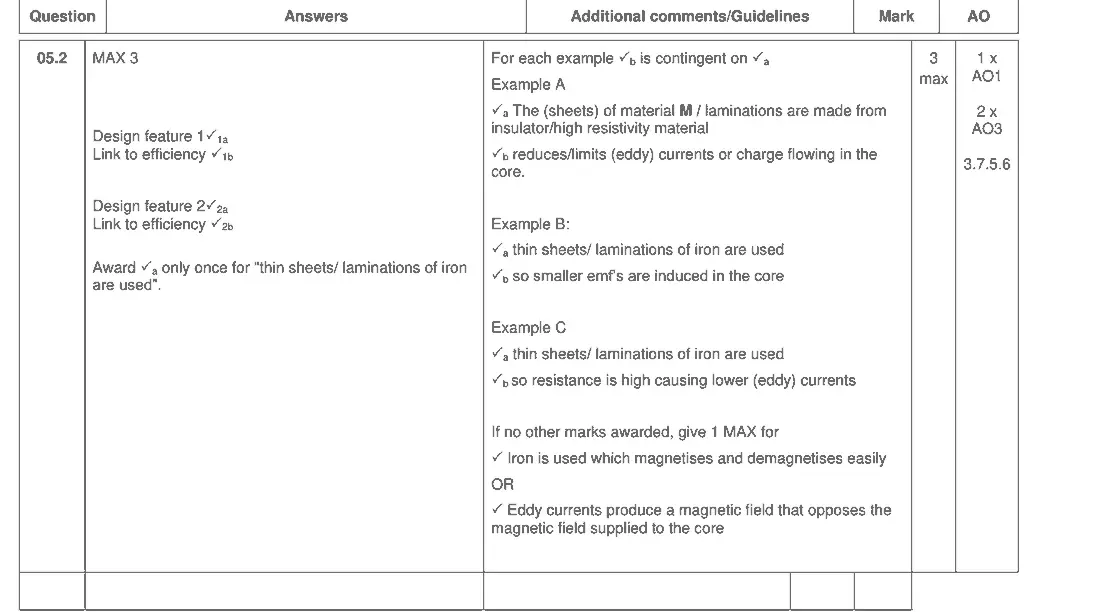 Question Answers Additional comments/Guidelines Mark AO
05.2 MAX 3
Design feature 1✓1a
Link to efficiency ✓1b
Design feature 2✓2a
Link to efficiency ✓2b
Award ✓a only once for "thin sheets/ laminations of iron
are used".
For each example ✓b is contingent on ✓a
Example A
✓a The (sheets) of material M / laminations are made from
insulator/high resistivity material
✓b reduces/limits (eddy) currents or charge flowing in the
core.
Example B:
✓a thin sheets/ laminations of iron are used
✓b so smaller emf's are induced in the core
Example C
✓a thin sheets/ laminations of iron are used
✓b so resistance is high causing lower (eddy) currents
If no other marks awarded, give 1 MAX for
✓ Iron is used which magnetises and demagnetises easily
OR
✓ Eddy currents produce a magnetic field that opposes the
magnetic field supplied to the core
3
max
1 x
AO1
2 x
AO3
3.7.5.6